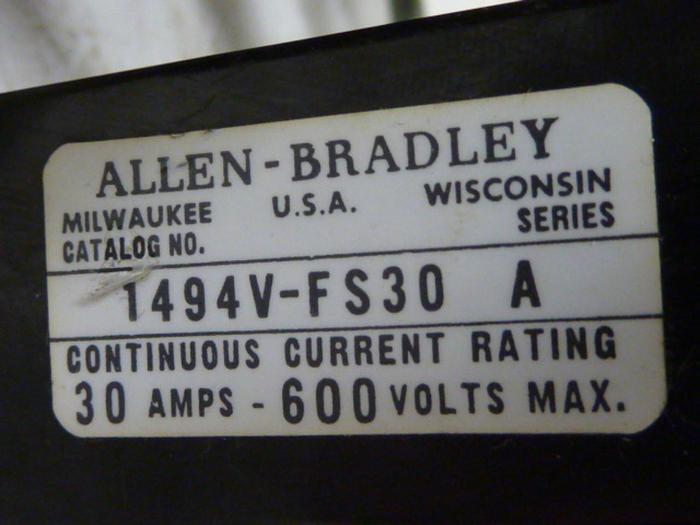 ALLEN-BRADLEY
MILWAUKEE U.S.A. WISCONSIN
CATALOG NO. SERIES
1494V-FS30 A
CONTINUOUS CURRENT RATING
30 AMPS - 600 VOLTS MAX.